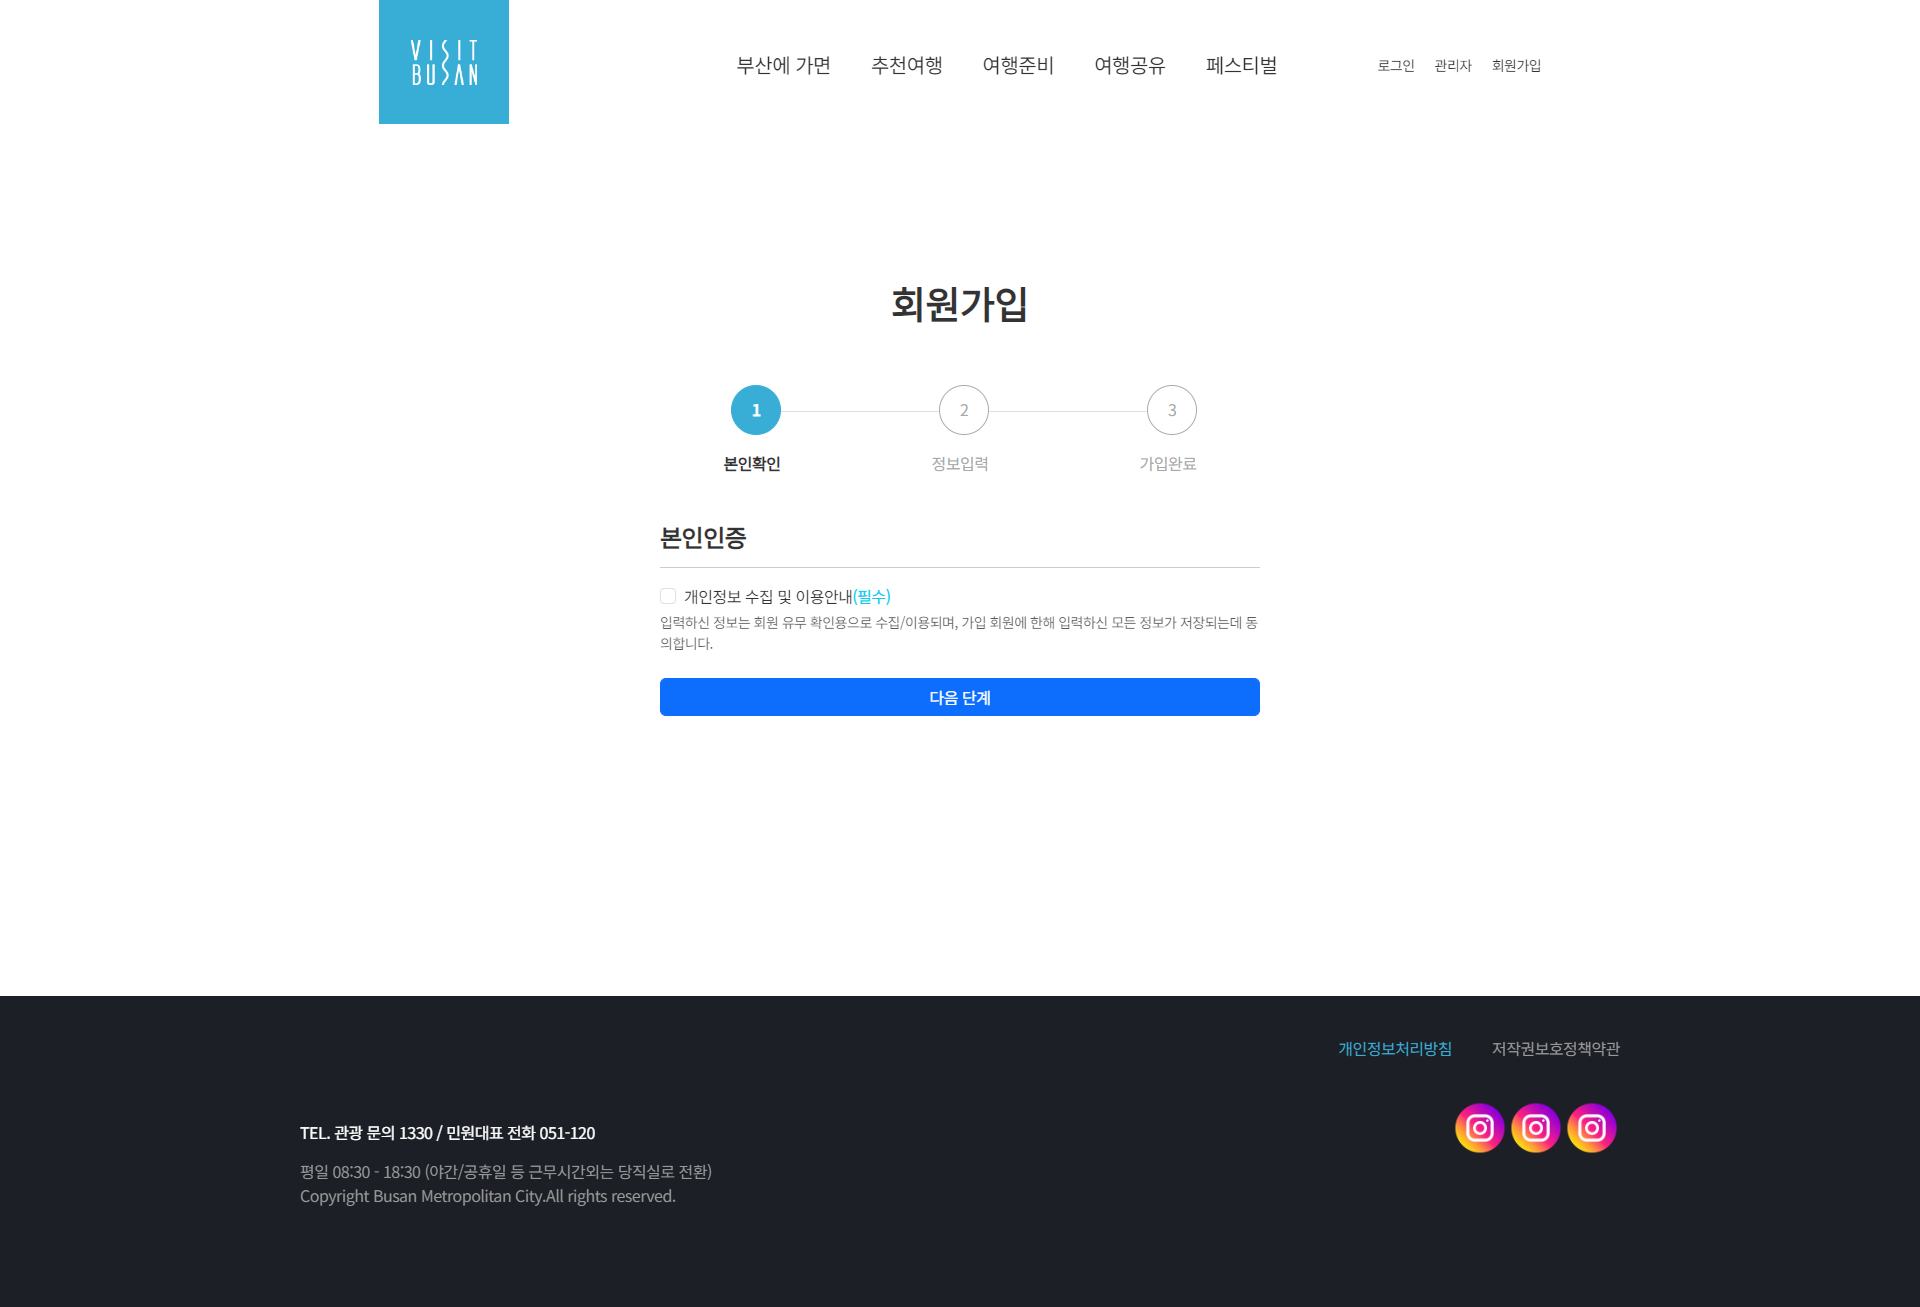 VISIT
BUSAN
부산에 가면 추천여행 여행준비 여행공유 페스티벌 로그인 관리자 회원가입
회원가입
1 2 3
본인확인 정보입력 가입완료
본인인증
개인정보 수집 및 이용안내(필수)
입력하신 정보는 회원 유무 확인용으로 수집/이용되며, 가입 회원에 한해 입력하신 모든 정보가 저장되는데 동
의합니다.
다음 단계
개인정보처리방침 저작권보호정책약관
TEL. 관광 문의 1330 / 민원대표 전화 051-120
평일 08:30 - 18:30 (야간/공휴일 등 근무시간외는 당직실로 전환)
Copyright Busan Metropolitan City.All rights reserved.